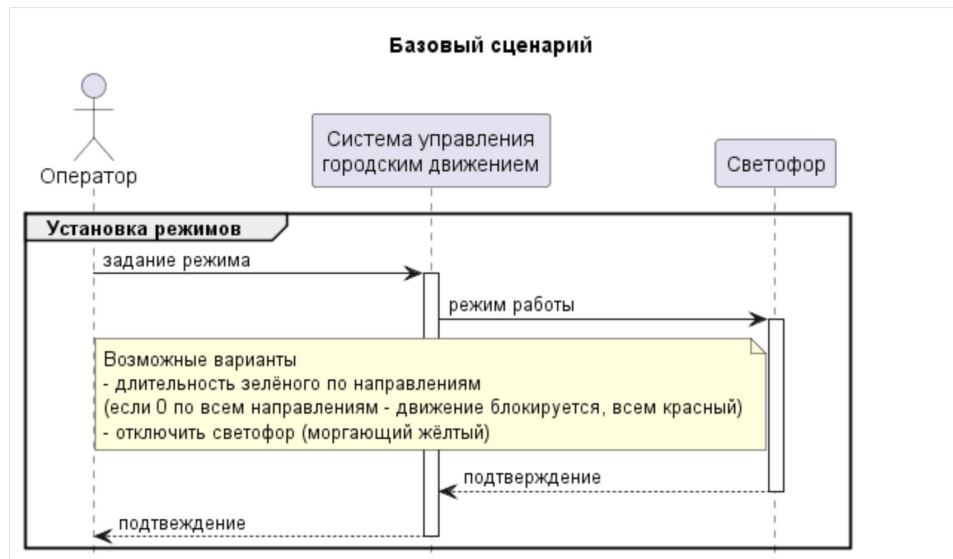 Базовый сценарий
Оператор
Система управления
городским движением
Светофор
Установка режимов
задание режима
режим работы
Возможные варианты
- длительность зелёного по направлениям
(если 0 по всем направлениям - движение блокируется, всем красный)
- отключить светофор (моргающий жёлтый)
подтверждение
подтвеждение